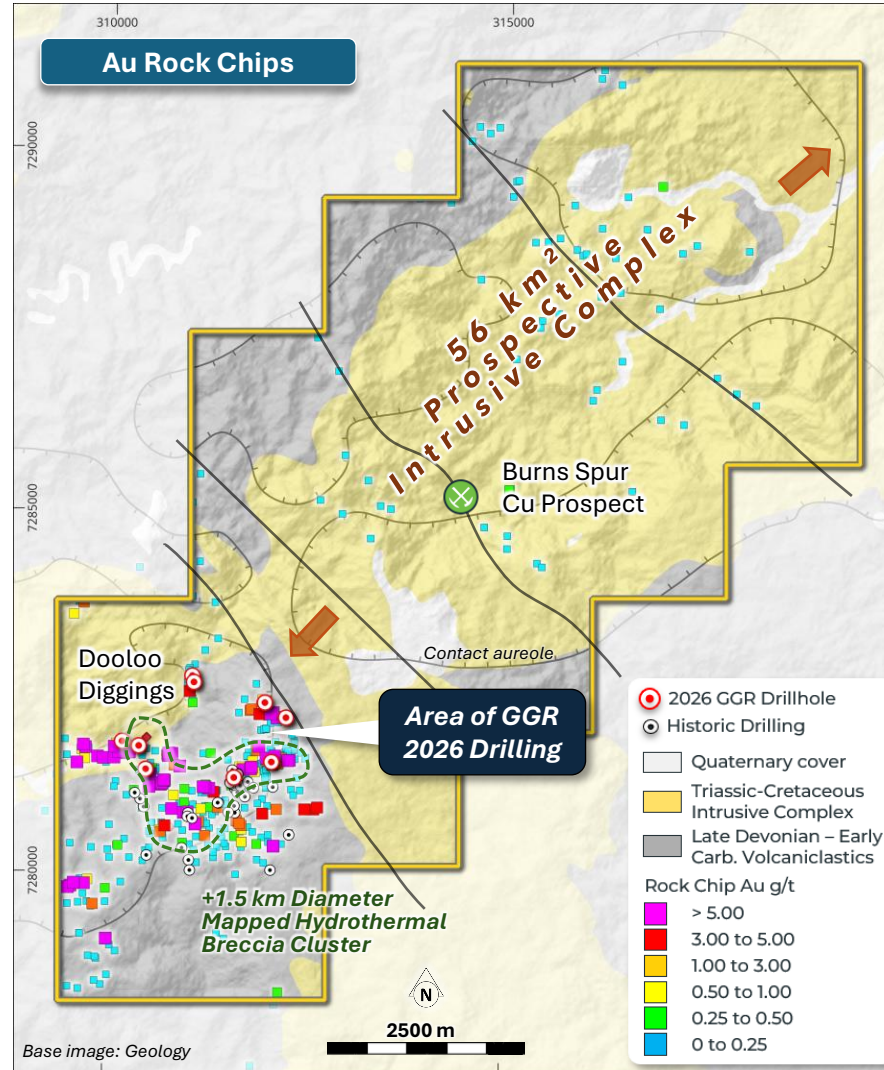 310000
315000
Au Rock Chips
7290000
56 km²
Prospective
Intrusive Complex
Burns Spur
Cu Prospect
7285000
Contact aureole
Dooloo
Diggings
Area of GGR
2026 Drilling
7280000
+1.5 km Diameter
Mapped Hydrothermal
Breccia Cluster
N
2500 m
Base image: Geology
2026 GGR Drillhole
Historic Drilling
Quaternary cover
Triassic-Cretaceous
Intrusive Complex
Late Devonian – Early
Carb. Volcaniclastics
Rock Chip Au g/t
> 5.00
3.00 to 5.00
1.00 to 3.00
0.50 to 1.00
0.25 to 0.50
0 to 0.25